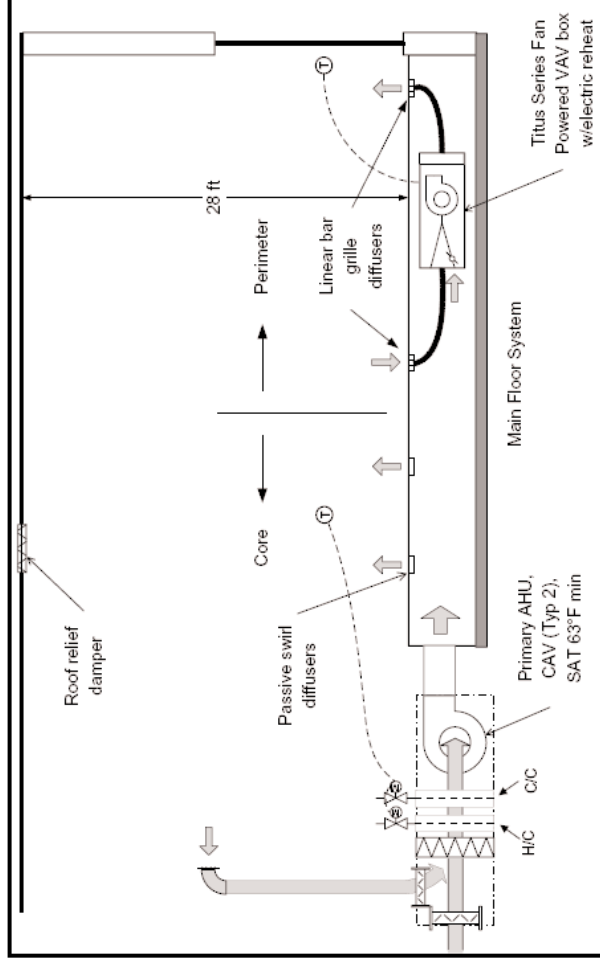 Roof relief
damper
28 ft
Core
Perimeter
T
T
Passive swirl
diffusers
Linear bar
grille
diffusers
H/C
C/C
Primary AHU,
CAV (Typ 2),
SAT 63°F min
Main Floor System
Titus Series Fan
Powered VAV box
w/electric reheat